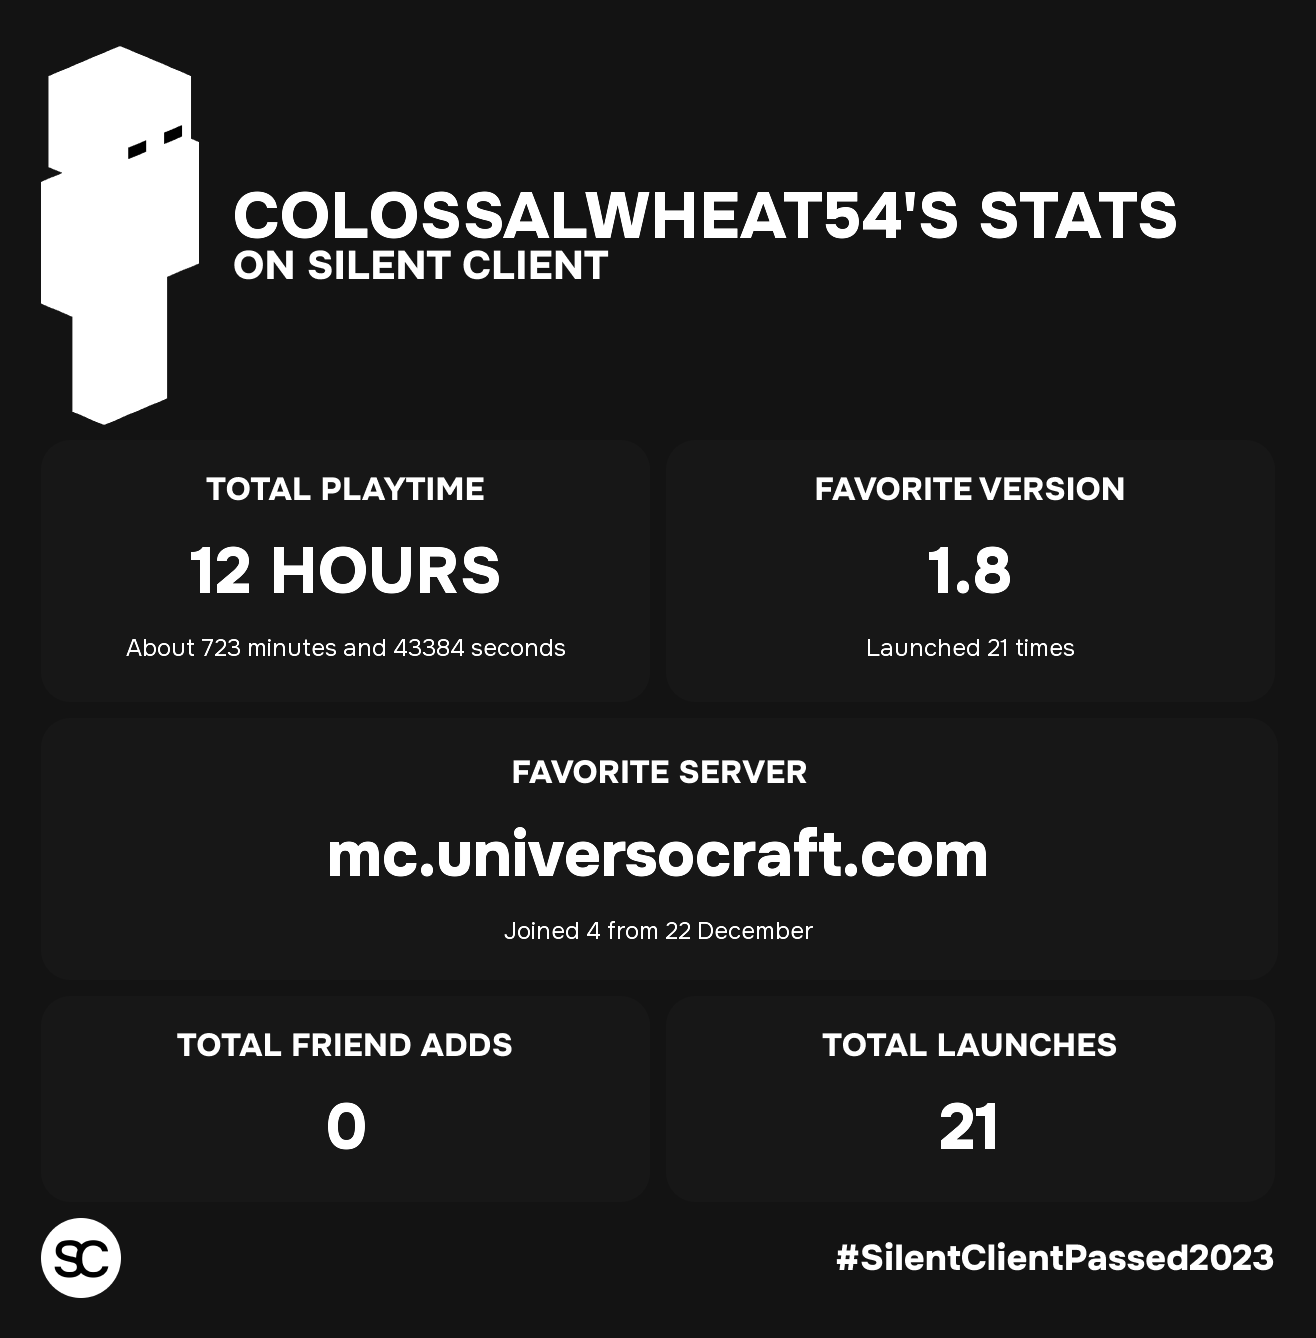 COLOSSALWHEAT54'S STATS
ON SILENT CLIENT
TOTAL PLAYTIME
12 HOURS
About 723 minutes and 43384 seconds
FAVORITE VERSION
1.8
Launched 21 times
FAVORITE SERVER
mc.universocraft.com
Joined 4 from 22 December
TOTAL FRIEND ADDS
0
TOTAL LAUNCHES
21
SC
#SilentClientPassed2023